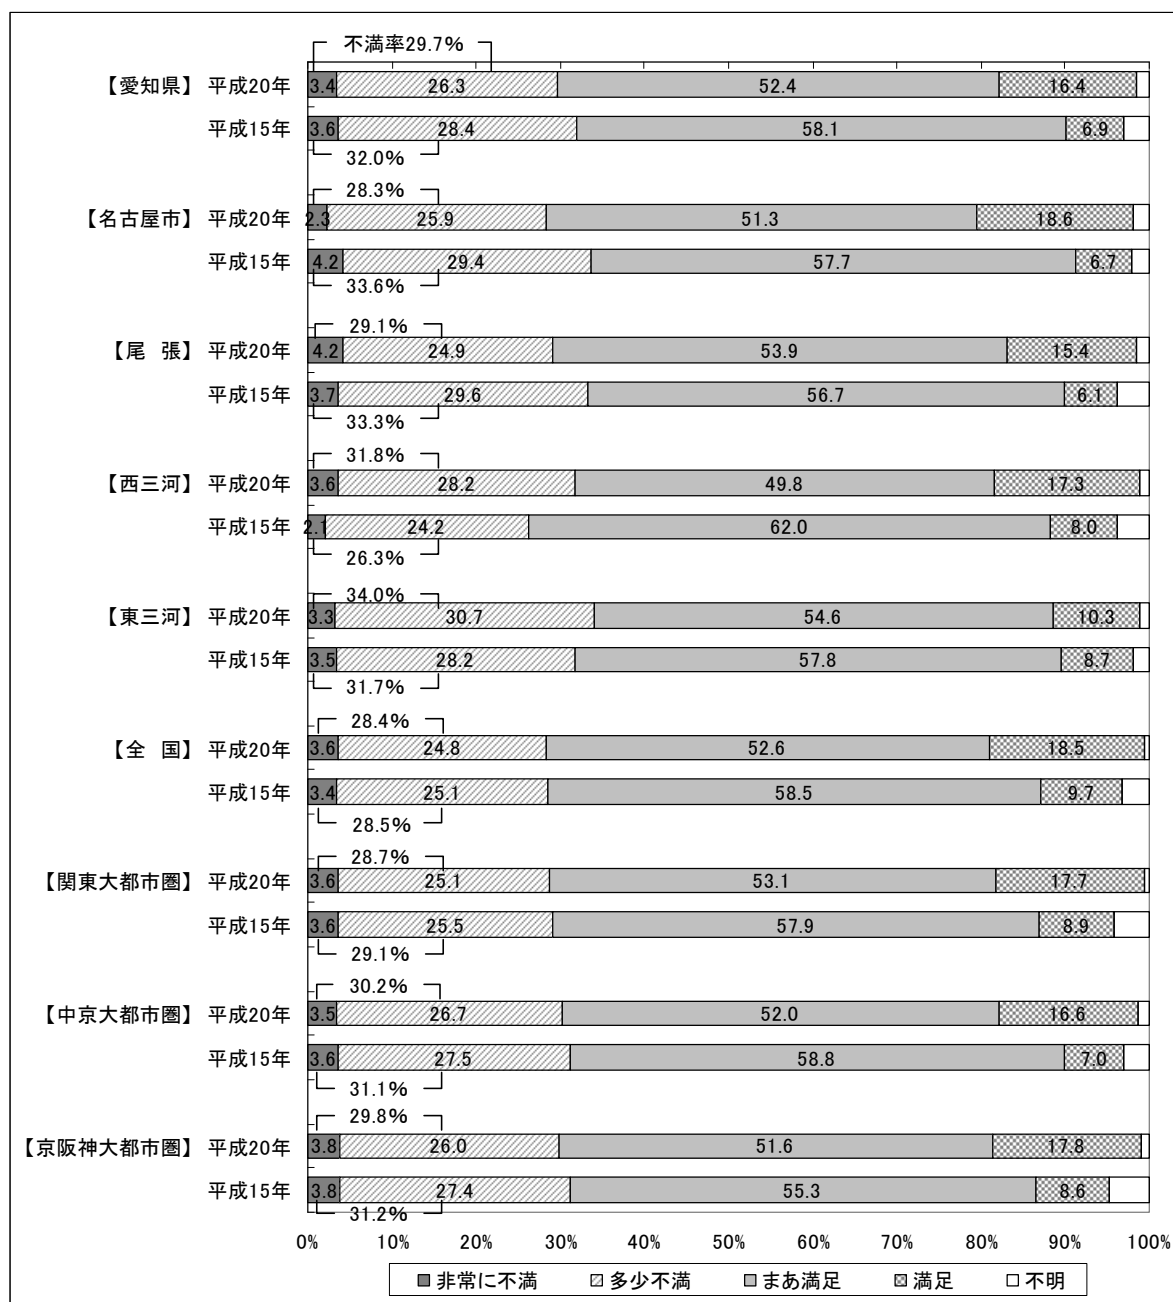 不満率29.7%
【愛知県】 平成20年 3.4 26.3 52.4 16.4
平成15年 3.6 28.4 58.1 6.9
32.0%
28.3%
【名古屋市】 平成20年 2.3 25.9 51.3 18.6
平成15年 4.2 29.4 57.7 6.7
33.6%
29.1%
【尾 張】 平成20年 4.2 24.9 53.9 15.4
平成15年 3.7 29.6 56.7 6.1
33.3%
31.8%
【西三河】 平成20年 3.6 28.2 49.8 17.3
平成15年 2.1 24.2 62.0 8.0
26.3%
34.0%
【東三河】 平成20年 3.3 30.7 54.6 10.3
平成15年 3.5 28.2 57.8 8.7
31.7%
28.4%
【全 国】 平成20年 3.6 24.8 52.6 18.5
平成15年 3.4 25.1 58.5 9.7
28.5%
28.7%
【関東大都市圏】 平成20年 3.6 25.1 53.1 17.7
平成15年 3.6 25.5 57.9 8.9
29.1%
30.2%
【中京大都市圏】 平成20年 3.5 26.7 52.0 16.6
平成15年 3.6 27.5 58.8 7.0
31.1%
29.8%
【京阪神大都市圏】 平成20年 3.8 26.0 51.6 17.8
平成15年 3.8 27.4 55.3 8.6
31.2%
0% 10% 20% 30% 40% 50% 60% 70% 80% 90% 100%
非常に不満 多少不満 まあ満足 満足 不明